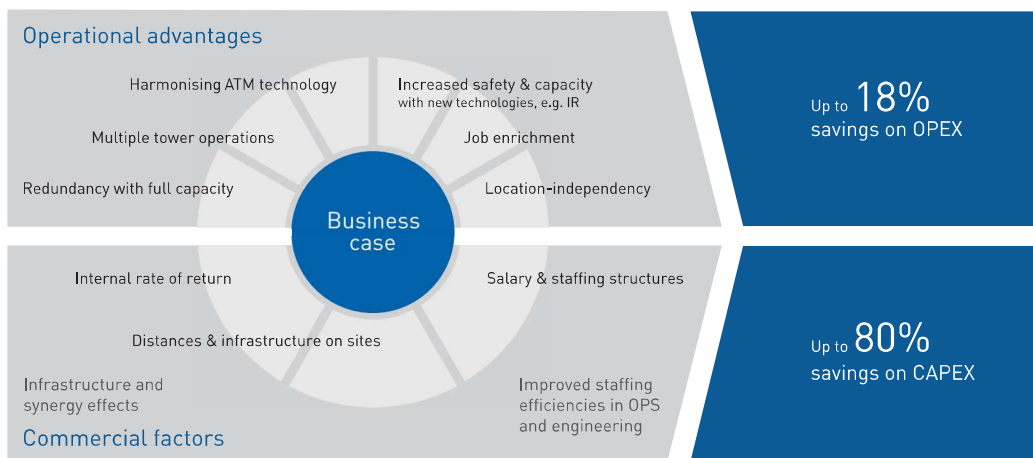 Operational advantages
Harmonising ATM technology
Increased safety & capacity
with new technologies, e.g. IR
Multiple tower operations
Job enrichment
Redundancy with full capacity
Location-independency
Business
case
Up to 18%
savings on OPEX
Internal rate of return
Salary & staffing structures
Distances & infrastructure on sites
Infrastructure and
synergy effects
Improved staffing
efficiencies in OPS
and engineering
Commercial factors
Up to 80%
savings on CAPEX